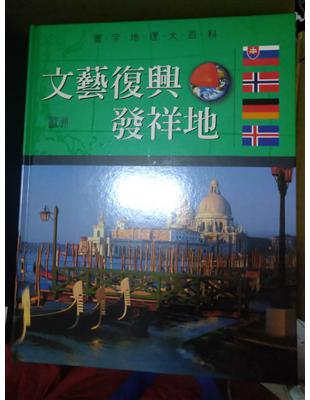 寰宇地理大百科
文藝復興
歐洲
發祥地